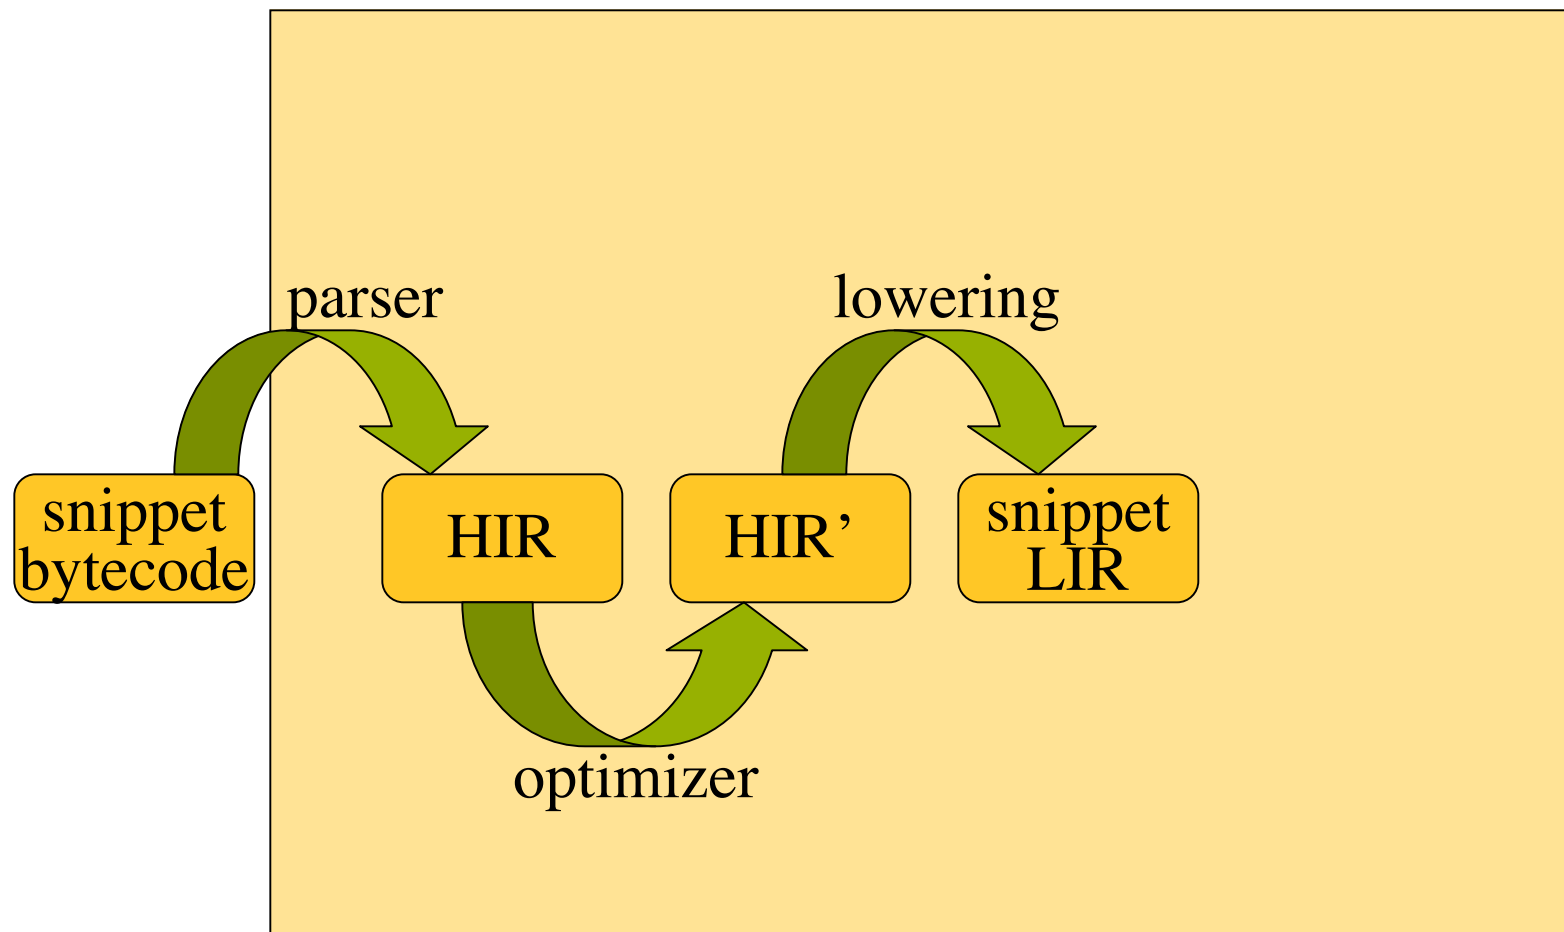 parser
lowering
snippet
bytecode
HIR
HIR’
snippet
LIR
optimizer